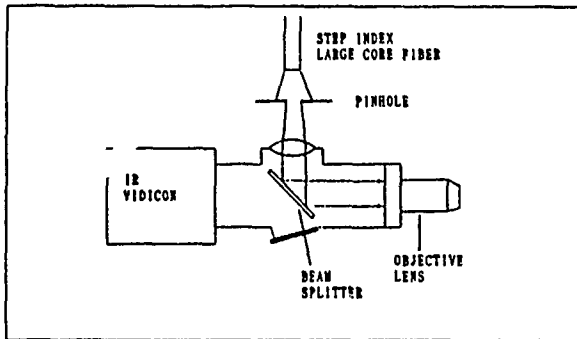 STEP INDEX
LARGE CORE FIBER
PINHOLE
IR
VIDICON
OBJECTIVE
LENS
BEAM
SPLITTER